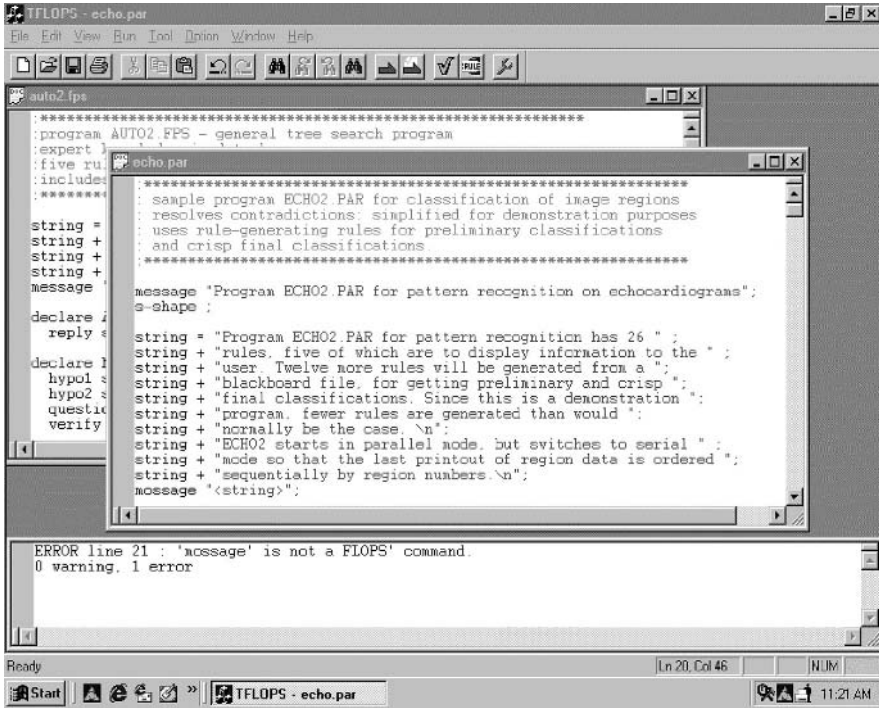 TFLOPS - echo.par
File Edit View Run Tool Option Window Help
auto2.fps
:************************************************************
:program AUTO2.FPS - general tree search program
:expert
:five ru
:includes
:********
string =
string +
string +
string +
message "
declare
reply s
declare
hypo1 s
hypo2 s
questio
verify
echo.par
;************************************************************
: sample program ECHO2.PAR for classification of image regions
: resolves contradictions: simplified for demonstration purposes
: uses rule-generating rules for preliminary classifications
: and crisp final classifications.
;************************************************************
message "Program ECHO2.PAR for pattern recognition on echocardiograms";
s-shape ;
string = "Program ECHO2.PAR for pattern recognition has 26 " ;
string + "rules, five of which are to display information to the " ;
string + "user. Twelve more rules will be generated from a ";
string + "blackboard file, for getting preliminary and crisp ";
string + "final classifications. Since this is a demonstration ";
string + "program, fewer rules are generated than would ";
string + "normally be the case. \n";
string + "ECHO2 starts in parallel mode, but switches to serial " ;
string + "mode so that the last printout of region data is ordered ";
string + "sequentially by region numbers.\n";
mossage "<string>";
ERROR line 21 : 'mossage' is not a FLOPS' command.
0 warning, 1 error
Ready
Ln 20, Col 46
NUM
Start
TFLOPS - echo.par
11:21 AM